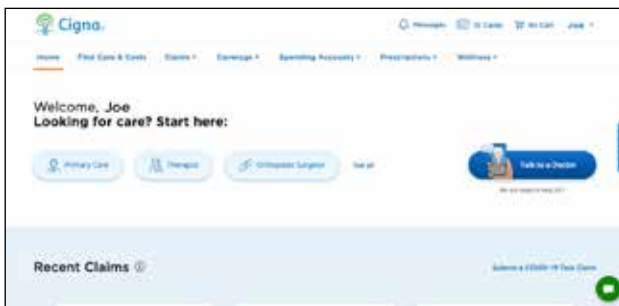 Cigna.
Messages ID Cards My Cart Joe
Home Find Care & Costs Claims Coverage Spending Accounts Prescriptions Wellness
Welcome, Joe
Looking for care? Start here:
Primary Care Therapist Orthopedic Surgeon See all Talk to a Doctor
Recent Claims
Submit a COVID-19 Test Claim